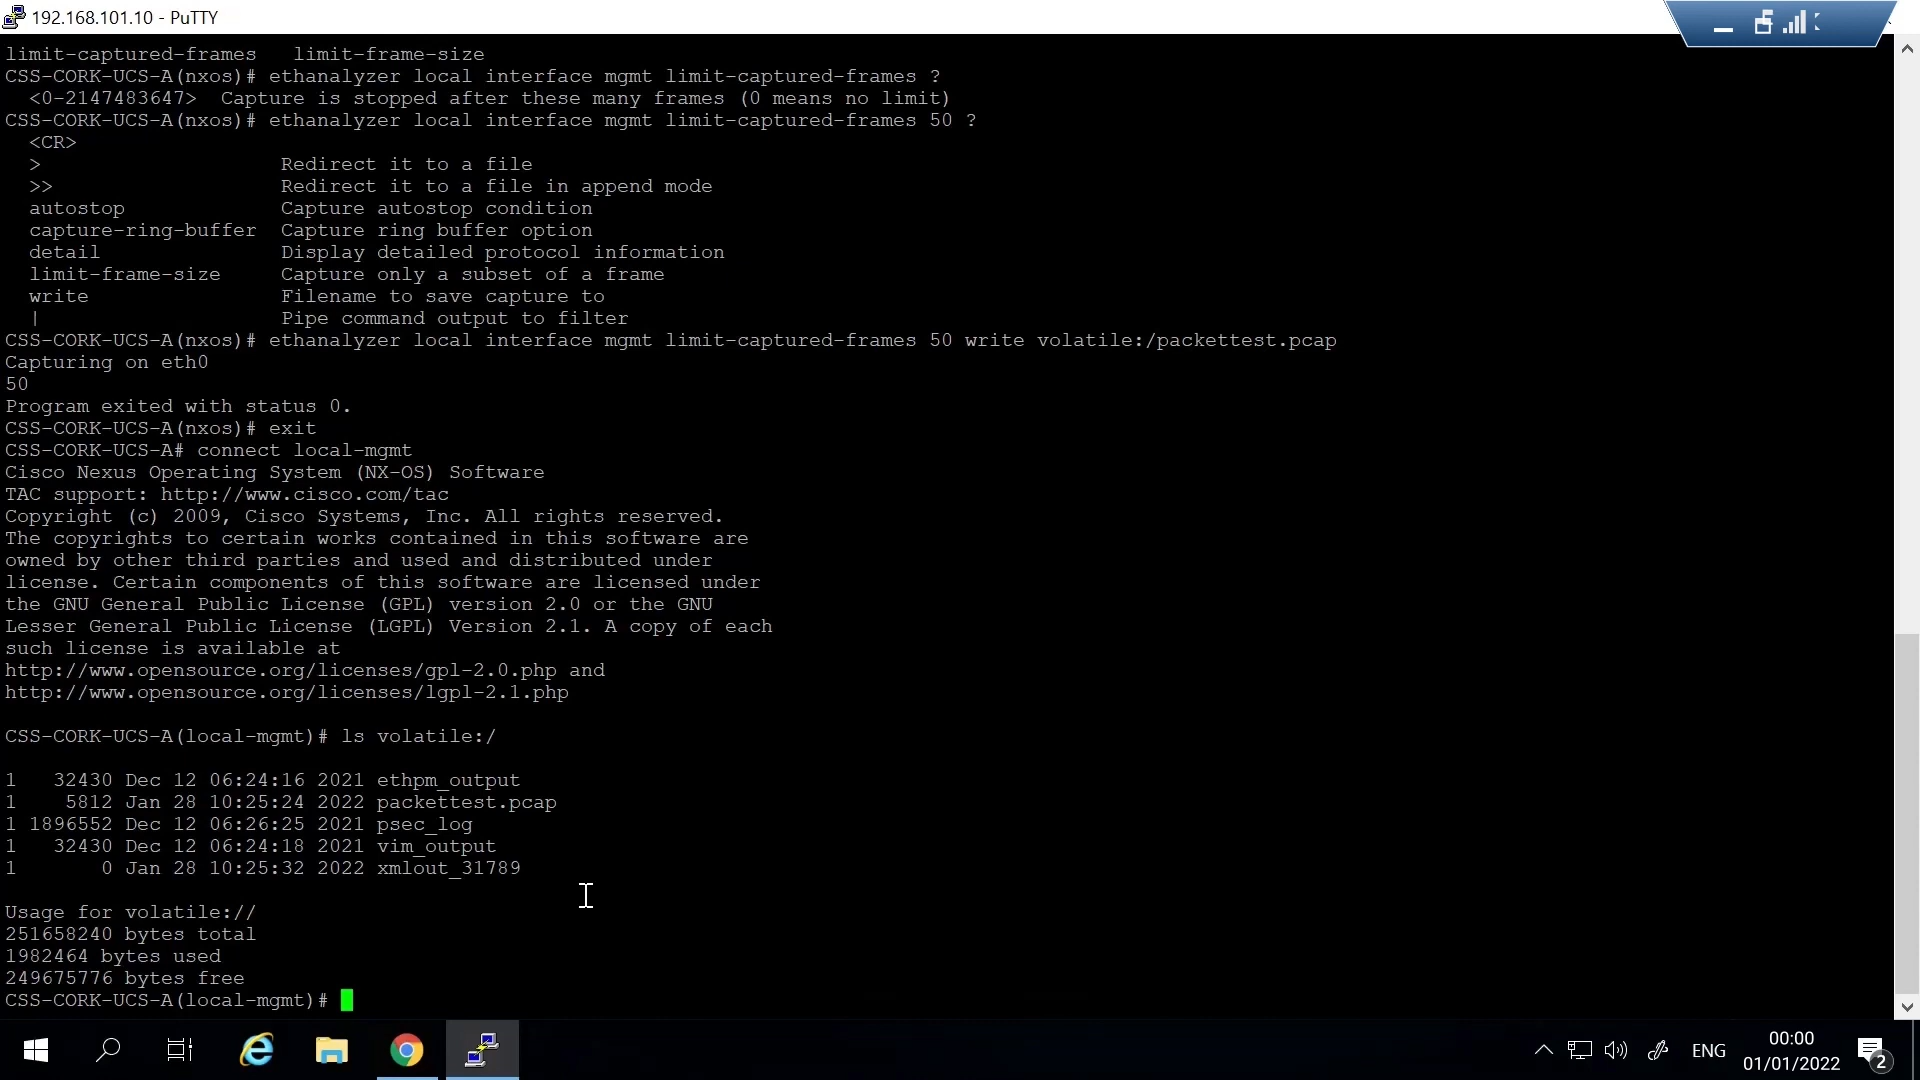 192.168.101.10 - PuTTY
limit-captured-frames   limit-frame-size
CSS-CORK-UCS-A(nxos)# ethanalyzer local interface mgmt limit-captured-frames ?
  <0-2147483647>  Capture is stopped after these many frames (0 means no limit)
CSS-CORK-UCS-A(nxos)# ethanalyzer local interface mgmt limit-captured-frames 50 ?
  <CR>
  >                    Redirect it to a file
  >>                   Redirect it to a file in append mode
  autostop             Capture autostop condition
  capture-ring-buffer  Capture ring buffer option
  detail               Display detailed protocol information
  limit-frame-size     Capture only a subset of a frame
  write                Filename to save capture to
  |                    Pipe command output to filter
CSS-CORK-UCS-A(nxos)# ethanalyzer local interface mgmt limit-captured-frames 50 write volatile:/packettest.pcap
Capturing on eth0
50
Program exited with status 0.
CSS-CORK-UCS-A(nxos)# exit
CSS-CORK-UCS-A# connect local-mgmt
Cisco Nexus Operating System (NX-OS) Software
TAC support: http://www.cisco.com/tac
Copyright (c) 2009, Cisco Systems, Inc. All rights reserved.
The copyrights to certain works contained in this software are
owned by other third parties and used and distributed under
license. Certain components of this software are licensed under
the GNU General Public License (GPL) version 2.0 or the GNU
Lesser General Public License (LGPL) Version 2.1. A copy of each
such license is available at
http://www.opensource.org/licenses/gpl-2.0.php and
http://www.opensource.org/licenses/lgpl-2.1.php
CSS-CORK-UCS-A(local-mgmt)# ls volatile:/
1   32430 Dec 12 06:24:16 2021 ethpm_output
1    5812 Jan 28 10:25:24 2022 packettest.pcap
1 1896552 Dec 12 06:26:25 2021 psec_log
1   32430 Dec 12 06:24:18 2021 vim_output
1       0 Jan 28 10:25:32 2022 xmlout_31789
Usage for volatile://
251658240 bytes total
1982464 bytes used
249675776 bytes free
CSS-CORK-UCS-A(local-mgmt)#
ENG
00:00
01/01/2022
2